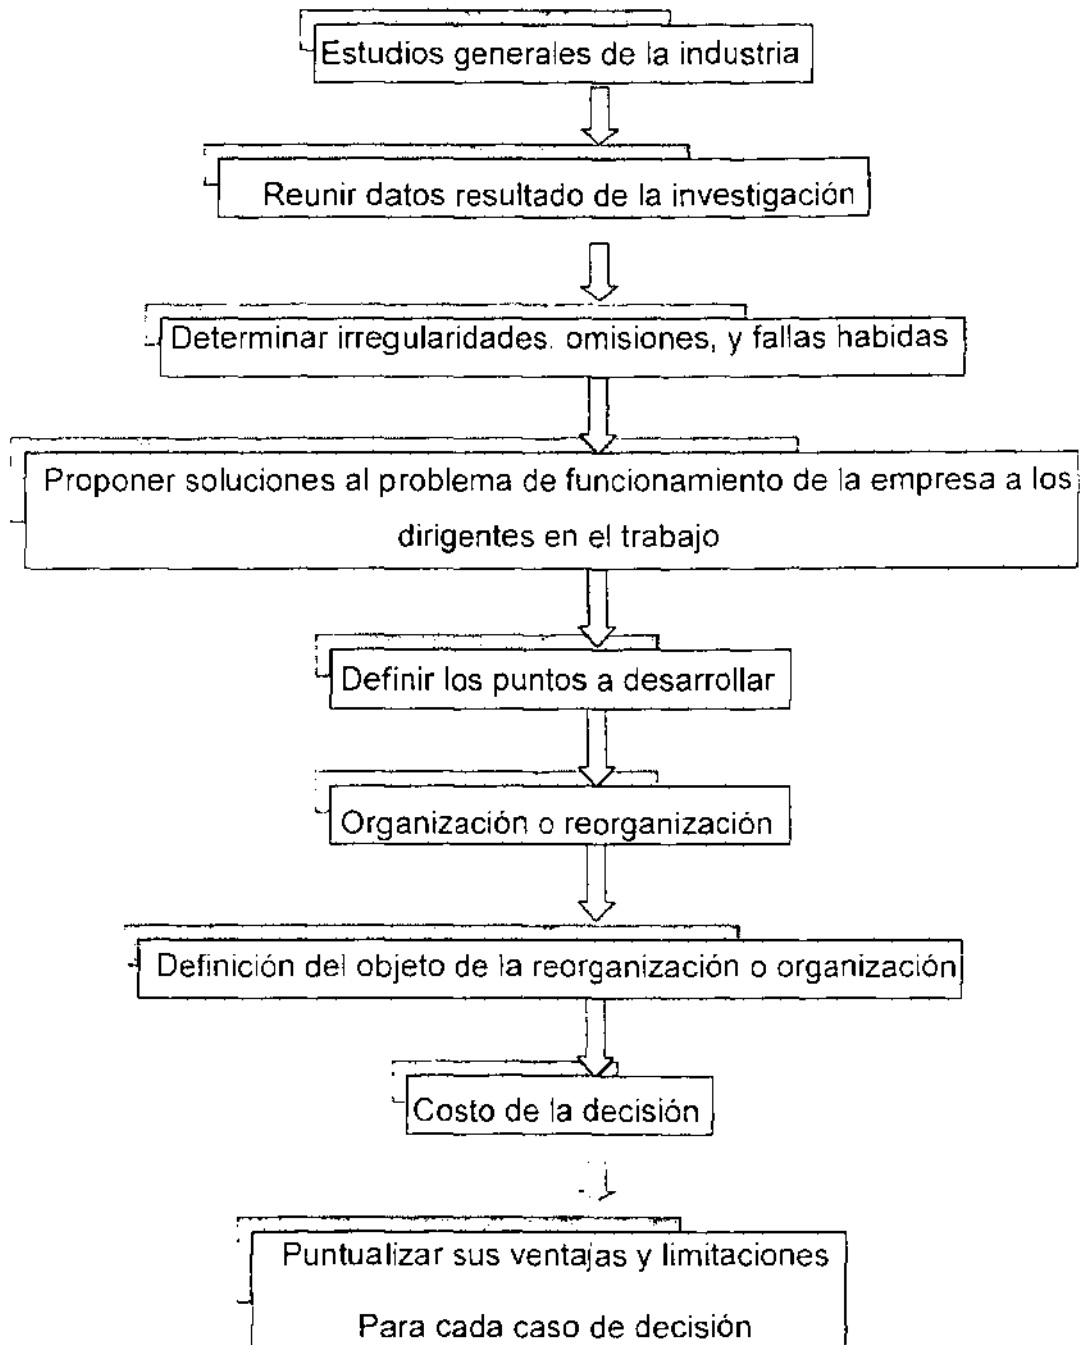 Estudios generales de la industria
Reunir datos resultado de la investigación
Determinar irregularidades. omisiones, y fallas habidas
Proponer soluciones al problema de funcionamiento de la empresa a los
dirigentes en el trabajo
Definir los puntos a desarrollar
Organización o reorganización
Definición del objeto de la reorganización o organización
Costo de la decisión
Puntualizar sus ventajas y limitaciones
Para cada caso de decisión